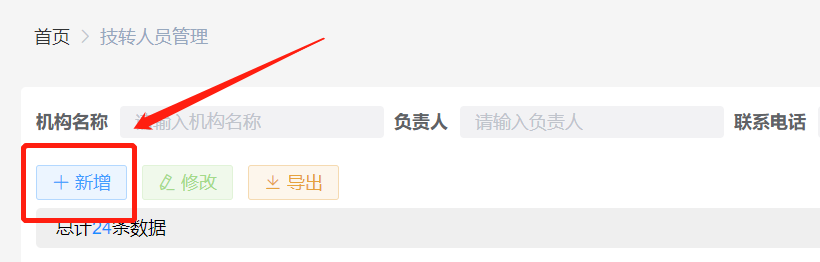 首页 > 技转人员管理
机构名称 请输入机构名称 负责人 请输入负责人 联系电话
+ 新增 修改 导出
总计24条数据